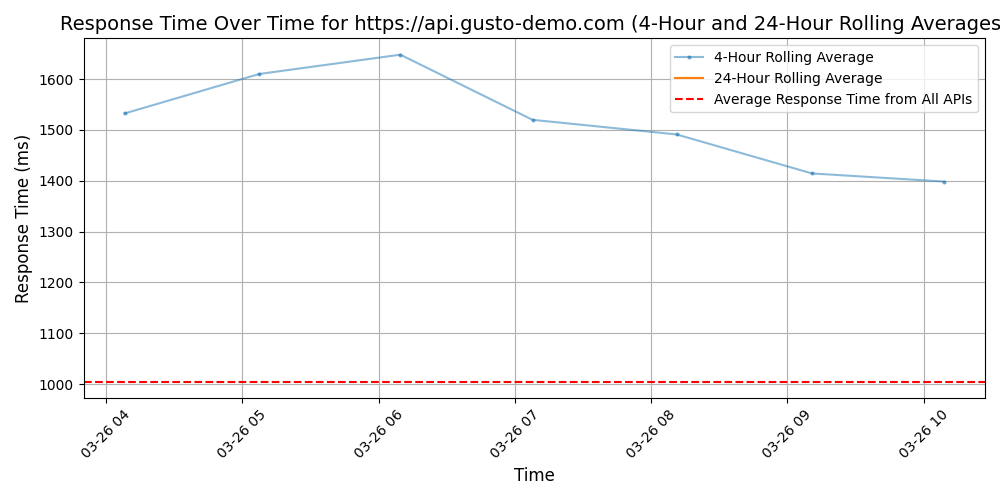 Response Time Over Time for https://api.gusto-demo.com (4-Hour and 24-Hour Rolling Averages
4-Hour Rolling Average
24-Hour Rolling Average
Average Response Time from All APIs
Response Time (ms)
1600
1500
1400
1300
1200
1100
1000
03-26 04
03-26 05
03-26 06
03-26 07
03-26 08
03-26 09
03-26 10
Time